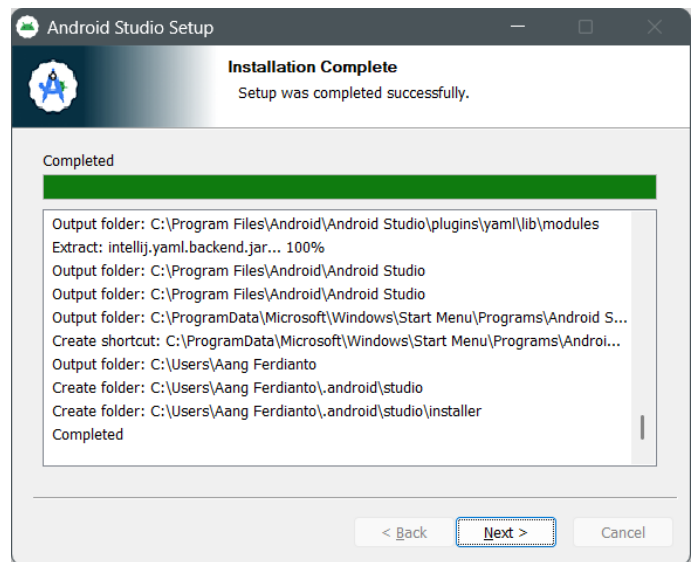 Android Studio Setup
Installation Complete
Setup was completed successfully.
Completed
Output folder: C:\Program Files\Android\Android Studio\plugins\yaml\lib\modules
Extract: intellij.yaml.backend.jar... 100%
Output folder: C:\Program Files\Android\Android Studio
Output folder: C:\Program Files\Android\Android Studio
Output folder: C:\ProgramData\Microsoft\Windows\Start Menu\Programs\Android S...
Create shortcut: C:\ProgramData\Microsoft\Windows\Start Menu\Programs\Androi...
Output folder: C:\Users\Aang Ferdianto
Create folder: C:\Users\Aang Ferdianto\.android\studio
Create folder: C:\Users\Aang Ferdianto\.android\studio\installer
Completed
< Back Next > Cancel